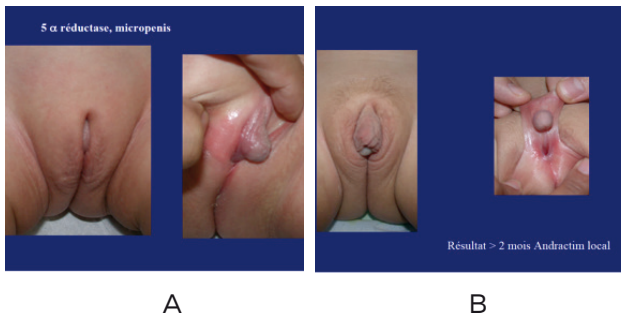 5 α réductase, micropenis
Résultat > 2 mois Andractim local
A
B